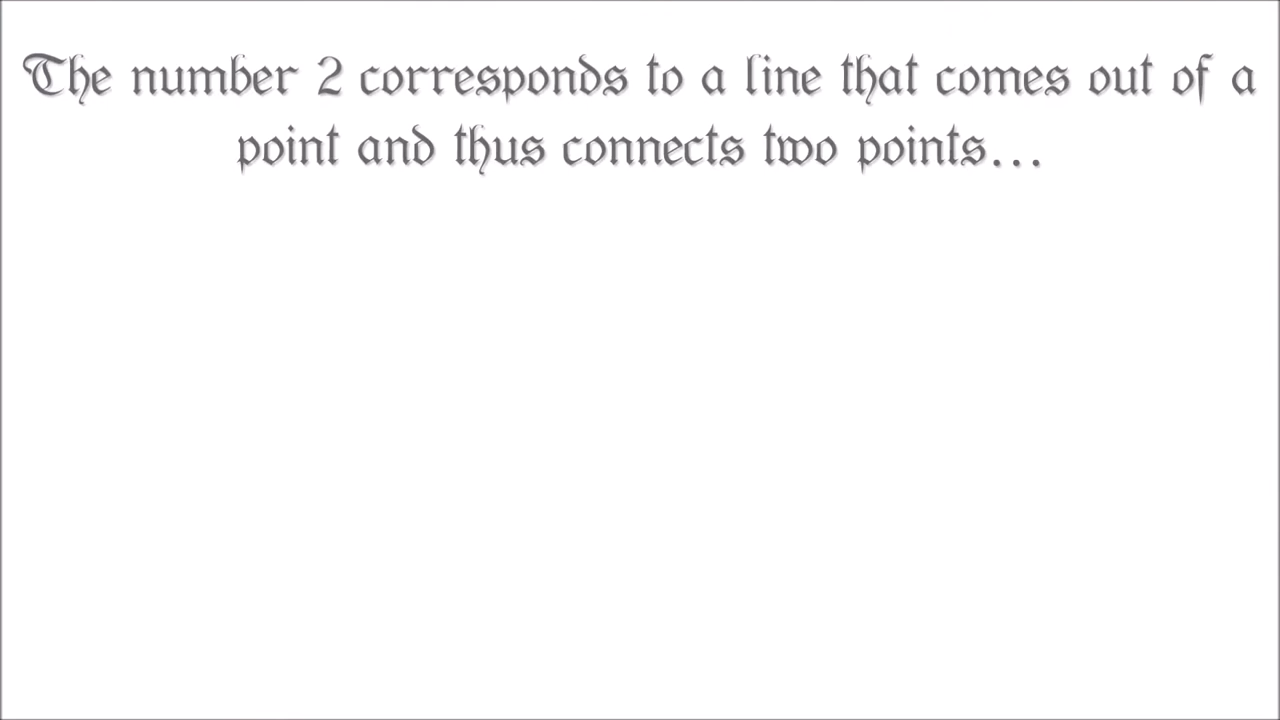 The number 2 corresponds to a line that comes out of a
point and thus connects two points...